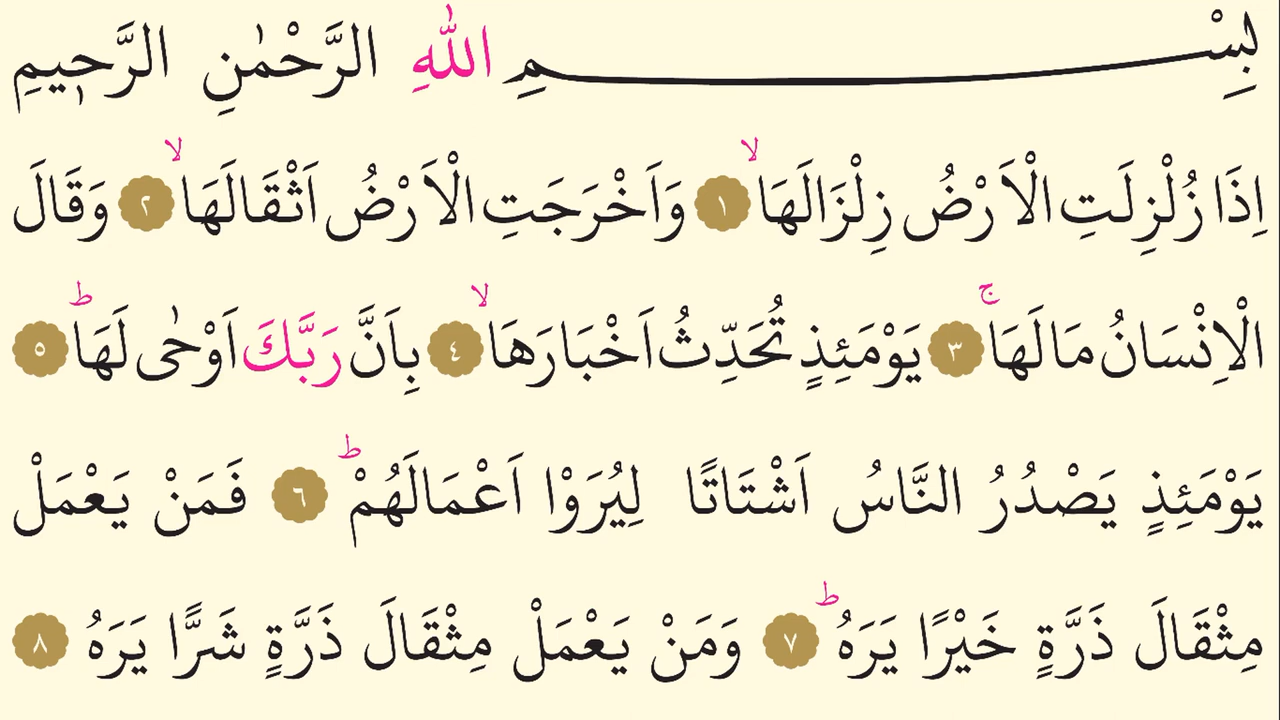 بِسْمِ اللّٰهِ الرَّحْمٰنِ الرَّحٖيمِ
اِذَا زُلْزِلَتِ الْاَرْضُ زِلْزَالَهَاۙ ﴿١﴾ وَاَخْرَجَتِ الْاَرْضُ اَثْقَالَهَاۙ ﴿٢﴾ وَقَالَ
الْاِنْسَانُ مَا لَهَاۚ ﴿٣﴾ يَوْمَئِذٍ تُحَدِّثُ اَخْبَارَهَاۙ ﴿٤﴾ بِاَنَّ رَبَّكَ اَوْحٰى لَهَاؕ ﴿٥﴾
يَوْمَئِذٍ يَصْدُرُ النَّاسُ اَشْتَاتًا لِيُرَوْا اَعْمَالَهُمْؕ ﴿٦﴾ فَمَنْ يَعْمَلْ
مِثْقَالَ ذَرَّةٍ خَيْرًا يَرَهُؕ ﴿٧﴾ وَمَنْ يَعْمَلْ مِثْقَالَ ذَرَّةٍ شَرًّا يَرَهُ ﴿٨﴾